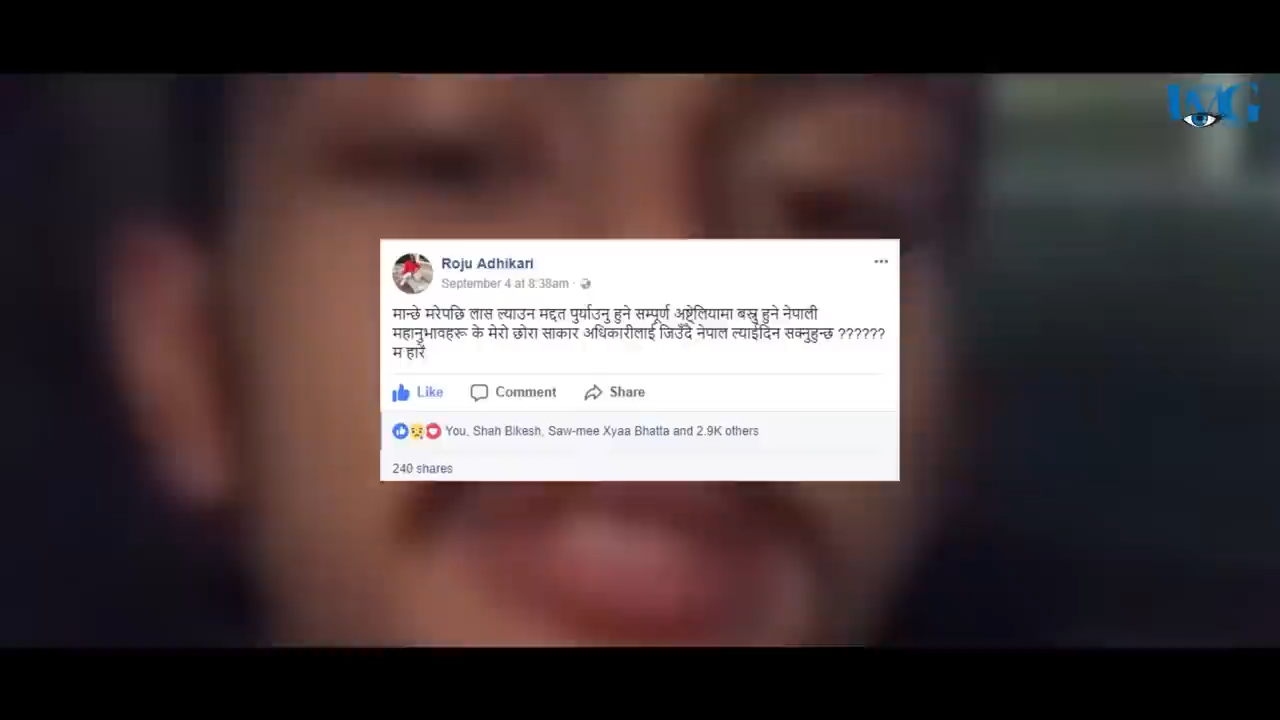 IMG
Roju Adhikari
September 4 at 8:38am
मान्छे मरेपछि लास ल्याउन मद्दत पुर्याउनु हुने सम्पूर्ण अष्ट्रेलियामा बस्नु हुने नेपाली
महानुभावहरू के मेरो छोरा साकार अधिकारीलाई जिउँदै नेपाल ल्याईदिन सक्नुहुन्छ ??????
म हारें
Like Comment Share
You, Shah Bikesh, Saw-mee Xyaa Bhatta and 2.9K others
240 shares